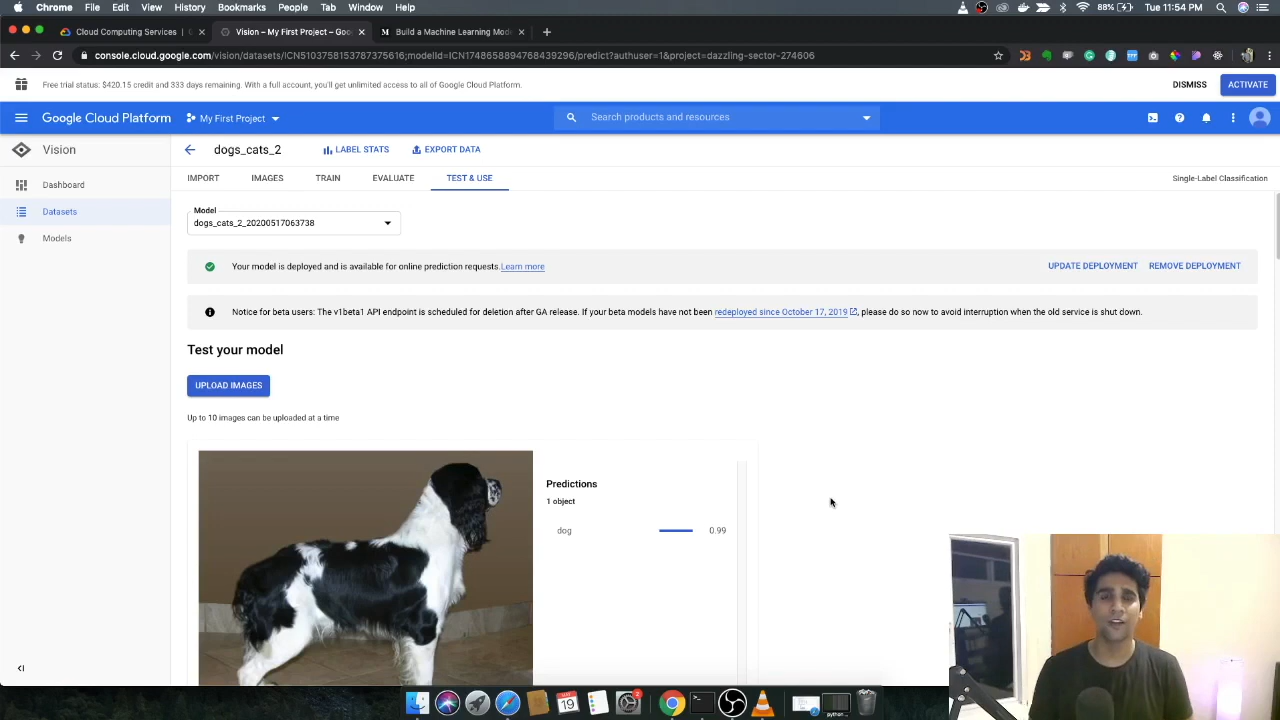 Chrome File Edit View History Bookmarks People Tab Window Help
88% Tue 11:54 PM
Cloud Computing Services | G
Vision – My First Project – Goo
Build a Machine Learning Mode
console.cloud.google.com/vision/datasets/ICN5103758153787375616;modelId=ICN1748658894768439296/predict?authuser=1&project=dazzling-sector-274606
Free trial status: $420.15 credit and 333 days remaining. With a full account, you'll get unlimited access to all of Google Cloud Platform.
DISMISS
ACTIVATE
Google Cloud Platform
My First Project
Search products and resources
Vision
dogs_cats_2
LABEL STATS
EXPORT DATA
IMPORT IMAGES TRAIN EVALUATE TEST & USE
Single-Label Classification
Dashboard
Datasets
Models
Model
dogs_cats_2_20200517063738
Your model is deployed and is available for online prediction requests.Learn more
UPDATE DEPLOYMENT REMOVE DEPLOYMENT
Notice for beta users: The v1beta1 API endpoint is scheduled for deletion after GA release. If your beta models have not been redeployed since October 17, 2019, please do so now to avoid interruption when the old service is shut down.
Test your model
UPLOAD IMAGES
Up to 10 images can be uploaded at a time
Predictions
1 object
dog 0.99
MAY
19
2
python...